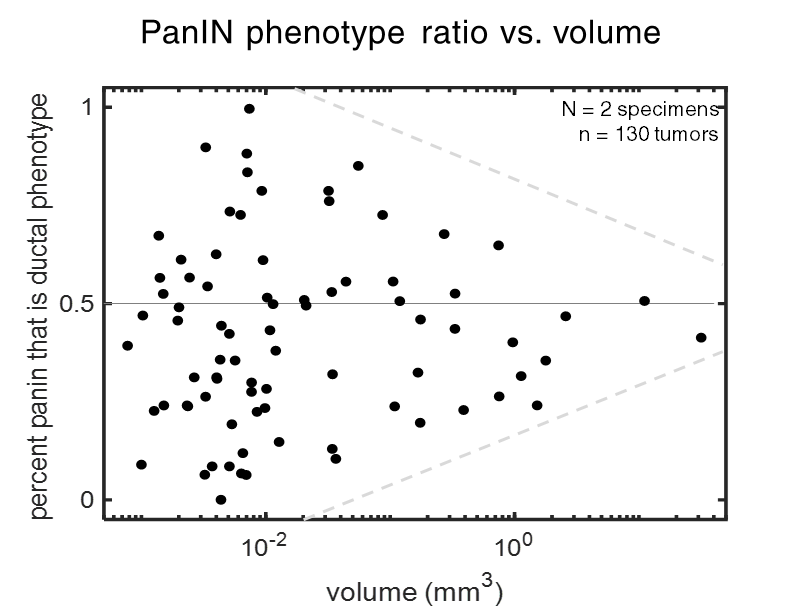 PanIN phenotype ratio vs. volume
N = 2 specimens
n = 130 tumors
percent panin that is ductal phenotype
1
0.5
0
10^-2
10^0
volume (mm^3)